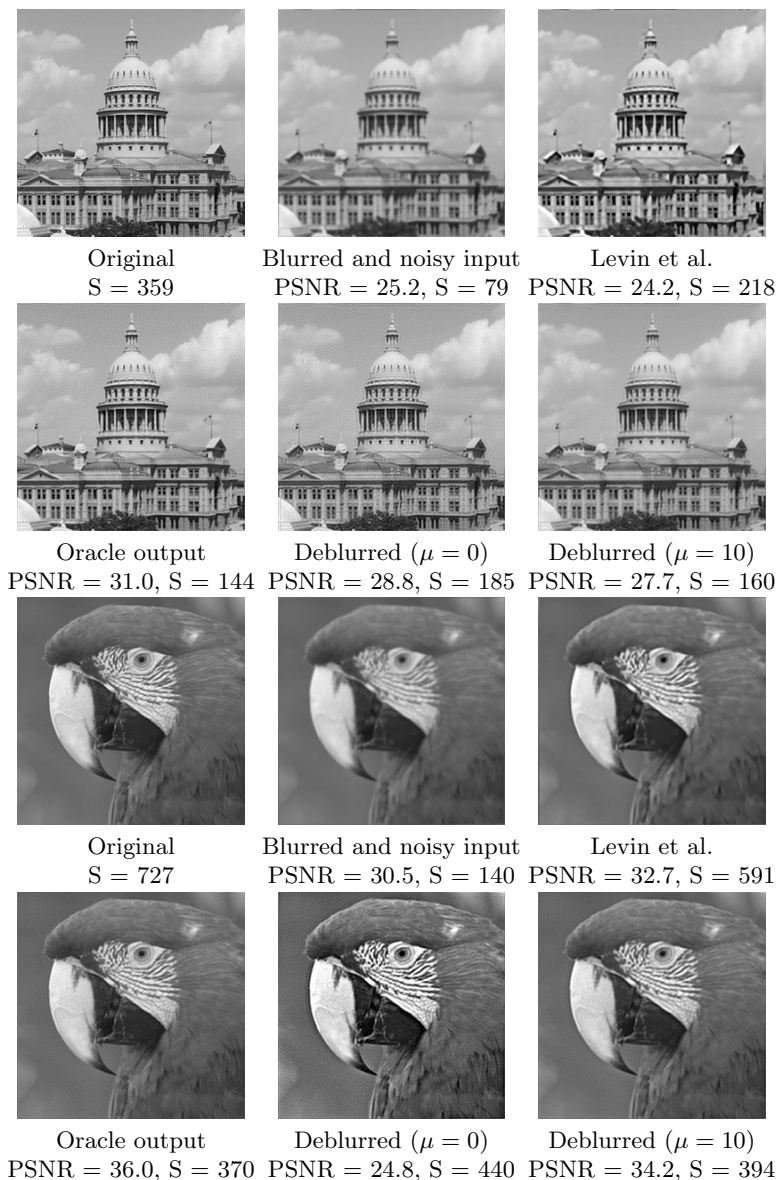 Original
S = 359
Blurred and noisy input
PSNR = 25.2, S = 79
Levin et al.
PSNR = 24.2, S = 218
Oracle output
PSNR = 31.0, S = 144
Deblurred (μ = 0)
PSNR = 28.8, S = 185
Deblurred (μ = 10)
PSNR = 27.7, S = 160
Original
S = 727
Blurred and noisy input
PSNR = 30.5, S = 140
Levin et al.
PSNR = 32.7, S = 591
Oracle output
PSNR = 36.0, S = 370
Deblurred (μ = 0)
PSNR = 24.8, S = 440
Deblurred (μ = 10)
PSNR = 34.2, S = 394